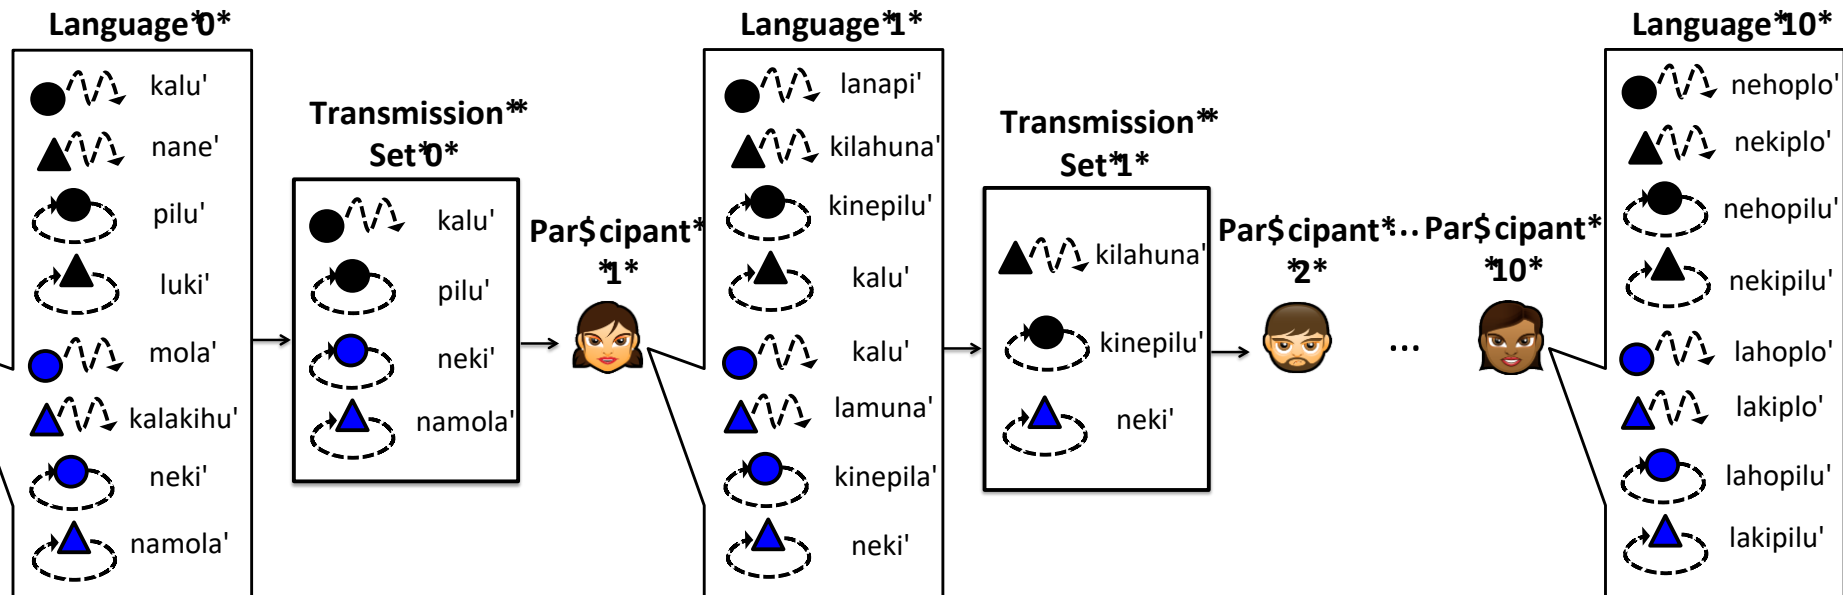 Language*0*
kalu'
nane'
pilu'
luki'
mola'
kalakihu'
neki'
namola'
Transmission**
Set*0*
kalu'
pilu'
neki'
namola'
Par$cipant*
*1*
Language*1*
lanapi'
kilahuna'
kinepilu'
kalu'
kalu'
lamuna'
kinepila'
neki'
Transmission**
Set*1*
kilahuna'
kinepilu'
neki'
Par$cipant*
*2*
...
...
Par$cipant*
*10*
Language*10*
nehoplo'
nekiplo'
nehopilu'
nekipilu'
lahoplo'
lakiplo'
lahopilu'
lakipilu'